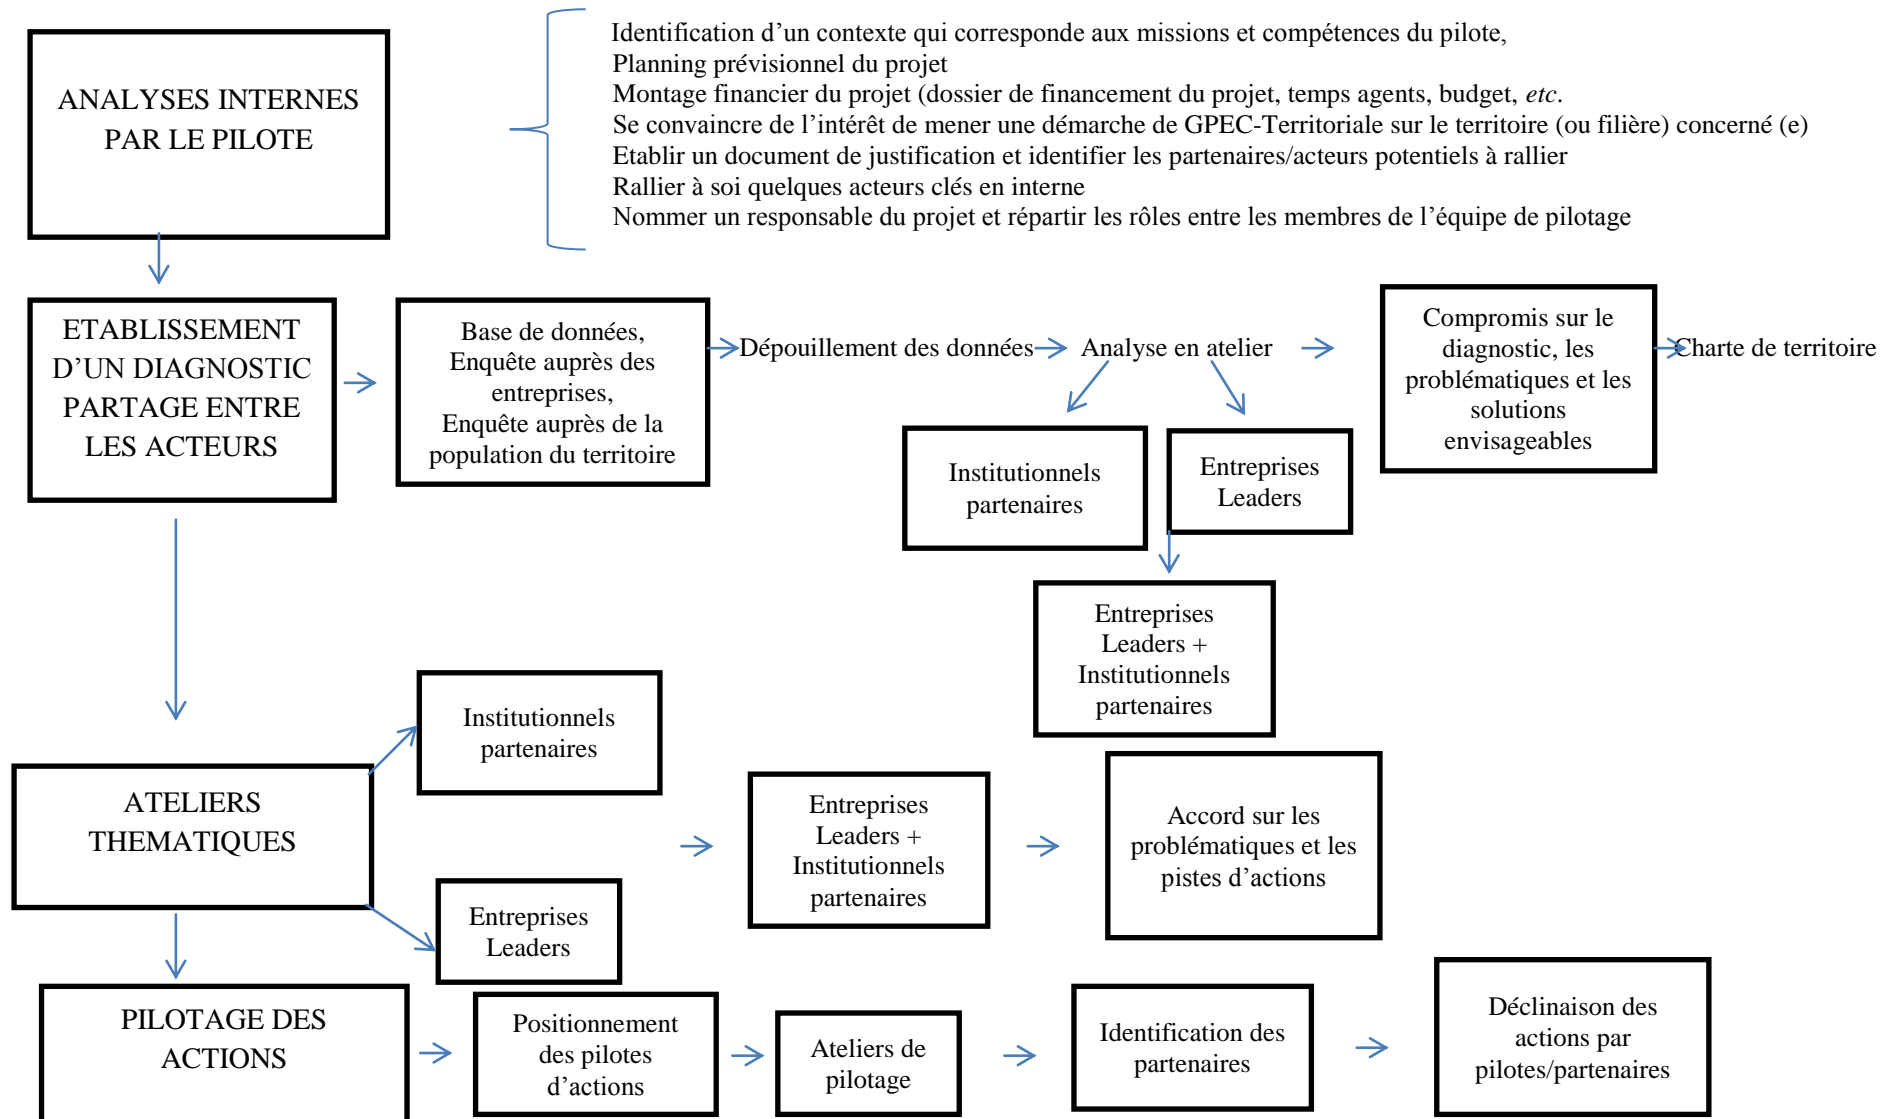 ANALYSES INTERNES
PAR LE PILOTE
Identification d’un contexte qui corresponde aux missions et compétences du pilote,
Planning prévisionnel du projet
Montage financier du projet (dossier de financement du projet, temps agents, budget, etc.
Se convaincre de l’intérêt de mener une démarche de GPEC-Territoriale sur le territoire (ou filière) concerné (e)
Etablir un document de justification et identifier les partenaires/acteurs potentiels à rallier
Rallier à soi quelques acteurs clés en interne
Nommer un responsable du projet et répartir les rôles entre les membres de l’équipe de pilotage
ETABLISSEMENT
D’UN DIAGNOSTIC
PARTAGE ENTRE
LES ACTEURS
Base de données,
Enquête auprès des
entreprises,
Enquête auprès de la
population du territoire
Dépouillement des données
Analyse en atelier
Institutionnels
partenaires
Entreprises
Leaders
Entreprises
Leaders +
Institutionnels
partenaires
Compromis sur le
diagnostic, les
problématiques et les
solutions
envisageables
Charte de territoire
ATELIERS
THEMATIQUES
Institutionnels
partenaires
Entreprises
Leaders
Entreprises
Leaders +
Institutionnels
partenaires
Accord sur les
problématiques et les
pistes d’actions
PILOTAGE DES
ACTIONS
Positionnement
des pilotes
d’actions
Ateliers de
pilotage
Identification des
partenaires
Déclinaison des
actions par
pilotes/partenaires